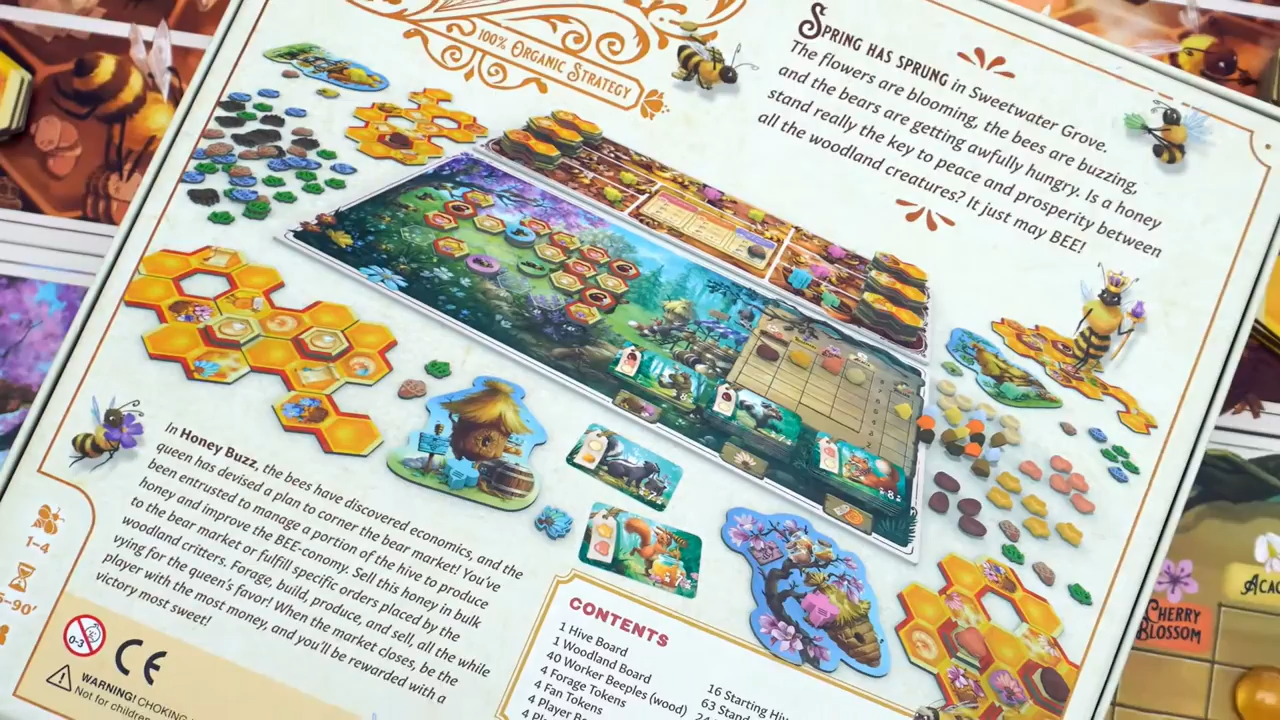 100% Organic Strategy
Spring has sprung in Sweetwater Grove.
The flowers are blooming, the bees are buzzing,
and the bears are getting awfully hungry. Is a honey
stand really the key to peace and prosperity between
all the woodland creatures? It just may BEE!
In Honey Buzz, the bees have discovered economics, and the
queen has devised a plan to corner the bear market! You've
been entrusted to manage a portion of the hive to produce
honey and improve the BEE-conomy. Sell this honey in bulk
to the bear market or fulfill specific orders placed by the
woodland critters. Forage, build, produce, and sell, all the while
vying for the queen's favor! When the market closes, be the
player with the most money, and you'll be rewarded with a
victory most sweet!
1-4
5-90'
0-3
CE
WARNING! CHOKING
Not for children
CONTENTS
1 Hive Board
1 Woodland Board
40 Worker Beeples (wood)
4 Forage Tokens
4 Fan Tokens
4 Player
16 Starting
63
Cherry
Blossom